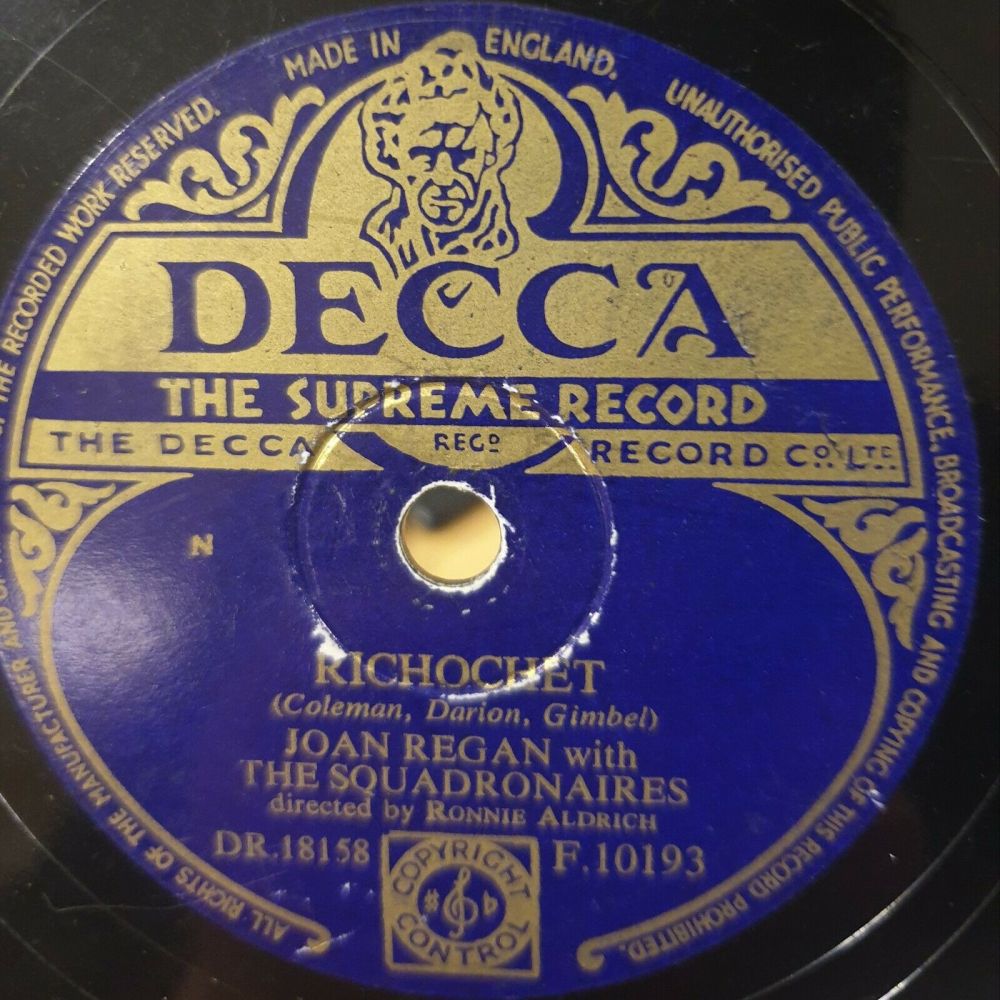 MADE IN ENGLAND. UNAUTHORISED PUBLIC PERFORMANCE, BROADCASTING AND COPYING OF THIS RECORD PROHIBITED.
ALL RIGHTS OF THE MANUFACTURER AND THE RECORDED WORK RESERVED.
DECCA
THE SUPREME RECORD
THE DECCA REGD RECORD CO. LTD.
N
RICHOCHET
(Coleman, Darion, Gimbel)
JOAN REGAN with
THE SQUADRONAIRES
directed by RONNIE ALDRICH
DR.18158 F.10193
COPYRIGHT
CONTROL